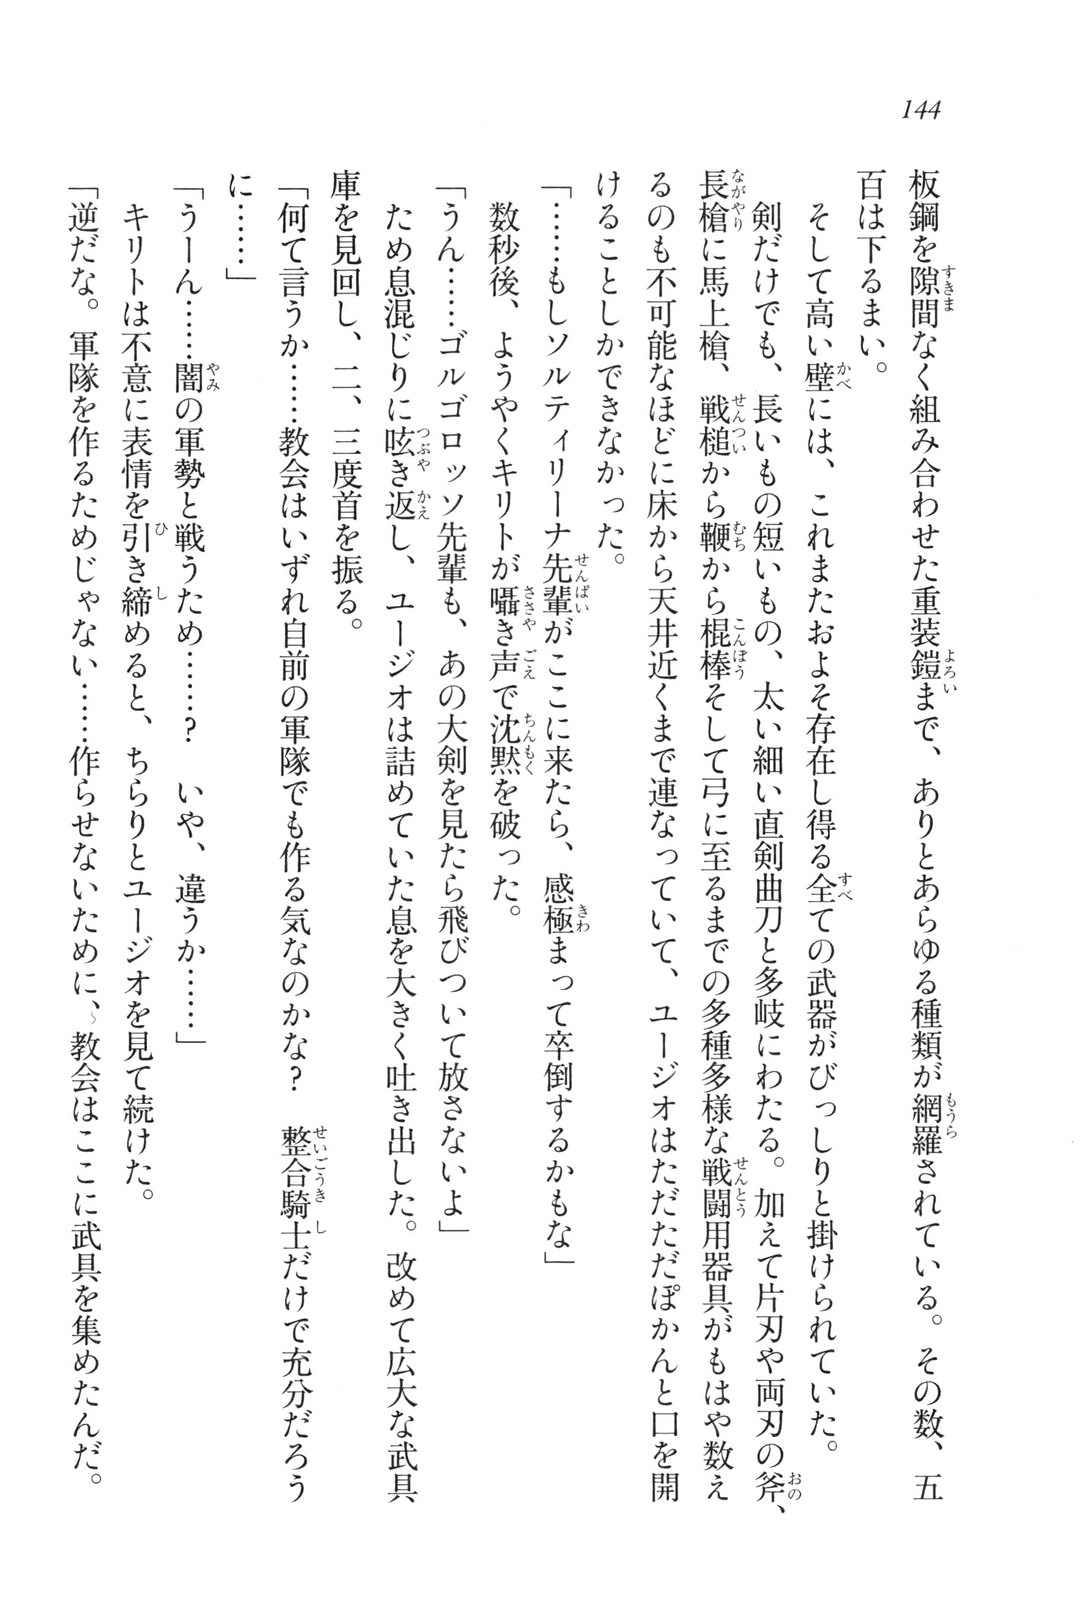 144
板鋼を隙間なく組み合わせた重装鎧まで、ありとあらゆる種類が網羅されている。その数、五
百は下るまい。
そして高い壁には、これまたおよそ存在し得る全ての武器がびっしりと掛けられていた。
剣だけでも、長いもの短いもの、太い細い直剣曲刀と多岐にわたる。加えて片刃や両刃の斧、
長槍に馬上槍、戦槌から鞭から棍棒そして弓に至るまでの多種多様な戦闘用器具がもはや数え
るのも不可能なほどに床から天井近くまで連なっていて、ユージオはただただぽかんと口を開
けることしかできなかった。
「……もしソルティリーナ先輩がここに来たら、感極まって卒倒するかもな」
数秒後、ようやくキリトが囁き声で沈黙を破った。
「うん……ゴルゴロッソ先輩も、あの大剣を見たら飛びついて放さないよ」
ため息混じりに呟き返し、ユージオは詰めていた息を大きく吐き出した。改めて広大な武具
庫を見回し、二、三度首を振る。
「何て言うか……教会はいずれ自前の軍隊でも作る気なのかな?　整合騎士だけで充分だろう
に……」
「うーん……闇の軍勢と戦うため……?　いや、違うか……」
キリトは不意に表情を引き締めると、ちらりとユージオを見て続けた。
「逆だな。軍隊を作るためじゃない……作らせないために、教会はここに武具を集めたんだ。